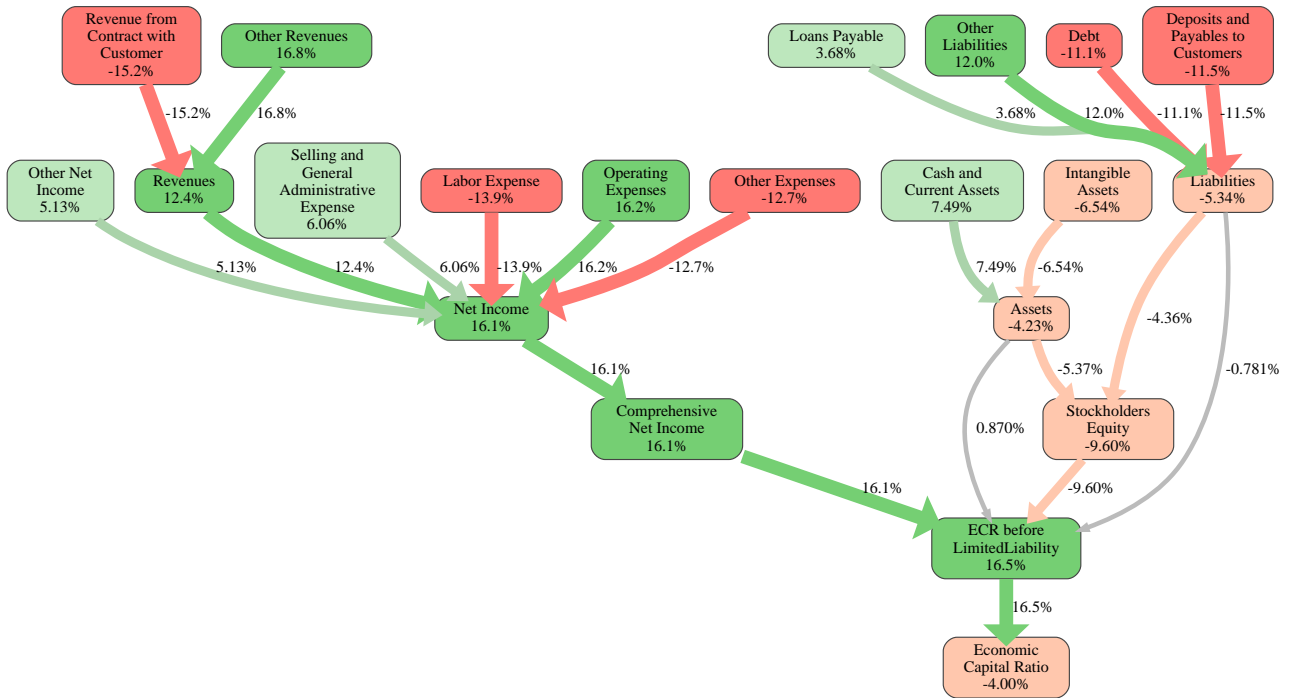 Revenue from
Contract with
Customer
-15.2%
Other Revenues
16.8%
Loans Payable
3.68%
Other
Liabilities
12.0%
Debt
-11.1%
Deposits and
Payables to
Customers
-11.5%
-15.2%
16.8%
3.68%
12.0%
-11.1%
-11.5%
Other Net
Income
5.13%
Revenues
12.4%
Selling and
General
Administrative
Expense
6.06%
Labor Expense
-13.9%
Operating
Expenses
16.2%
Other Expenses
-12.7%
Cash and
Current Assets
7.49%
Intangible
Assets
-6.54%
Liabilities
-5.34%
5.13%
12.4%
6.06%
-13.9%
16.2%
-12.7%
7.49%
-6.54%
Net Income
16.1%
Assets
-4.23%
-4.36%
-0.781%
16.1%
-5.37%
Comprehensive
Net Income
16.1%
0.870%
Stockholders
Equity
-9.60%
16.1%
-9.60%
ECR before
LimitedLiability
16.5%
16.5%
Economic
Capital Ratio
-4.00%